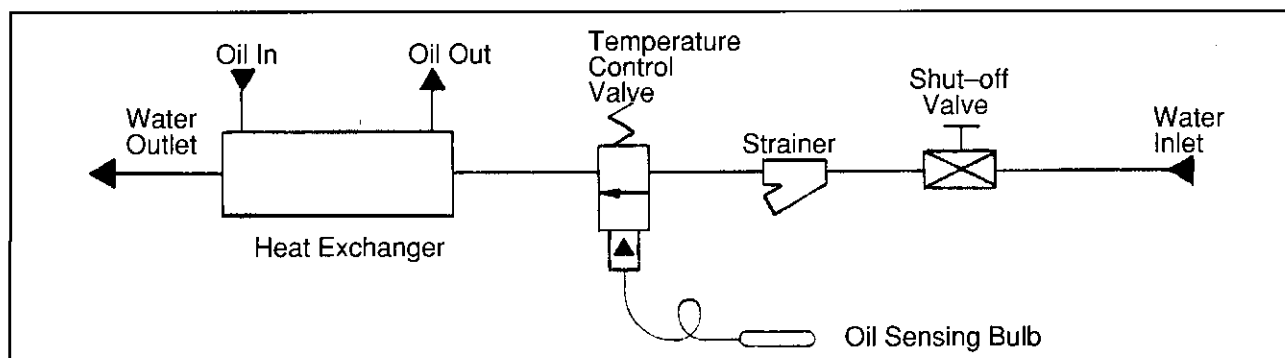 Oil In
Oil Out
Temperature
Control
Valve
Shut–off
Valve
Water
Outlet
Strainer
Water
Inlet
Heat Exchanger
Oil Sensing Bulb